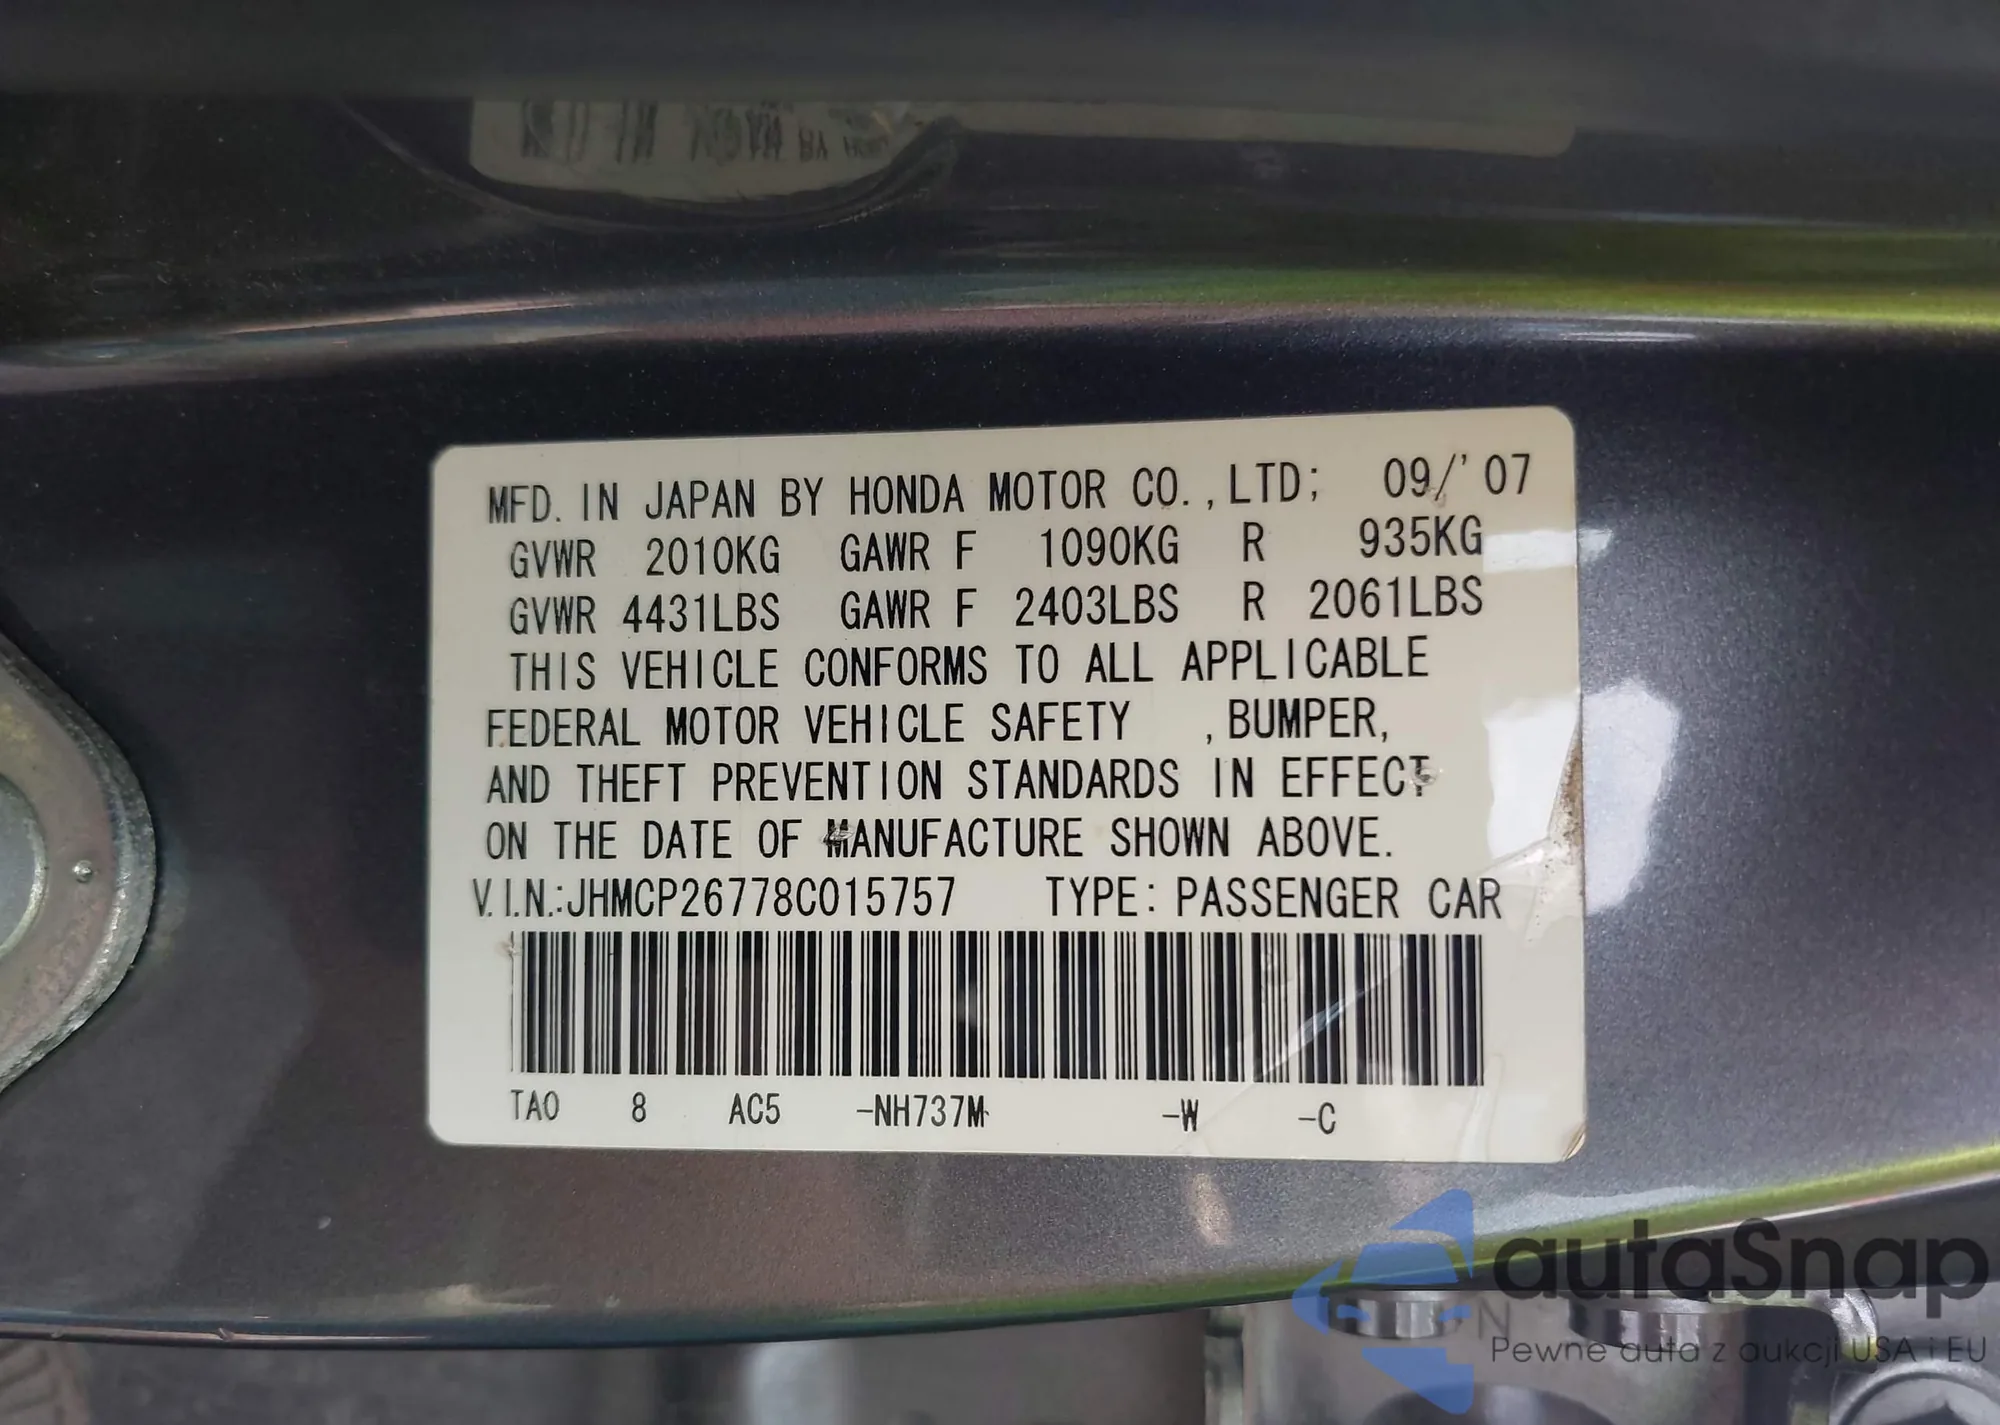 MFD. IN JAPAN BY HONDA MOTOR CO.,LTD; 09/'07
GVWR 2010KG GAWR F 1090KG R 935KG
GVWR 4431LBS GAWR F 2403LBS R 2061LBS
THIS VEHICLE CONFORMS TO ALL APPLICABLE
FEDERAL MOTOR VEHICLE SAFETY ,BUMPER,
AND THEFT PREVENTION STANDARDS IN EFFECT
ON THE DATE OF MANUFACTURE SHOWN ABOVE.
V.I.N.:JHMCP26778C015757 TYPE: PASSENGER CAR
TA0 8 AC5 -NH737M -W -C
autaSnap
Pewne auta z aukcji USA i EU